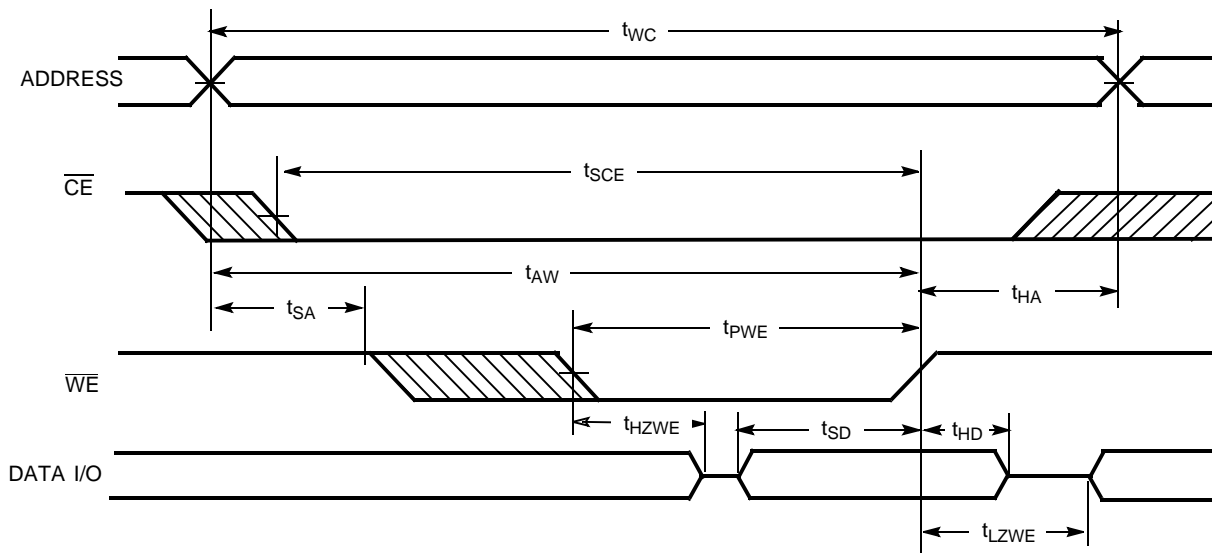 tWC
ADDRESS
CE
tSCE
tAW
tSA
tHA
tPWE
WE
tHZWE
tSD
tHD
DATA I/O
tLZWE